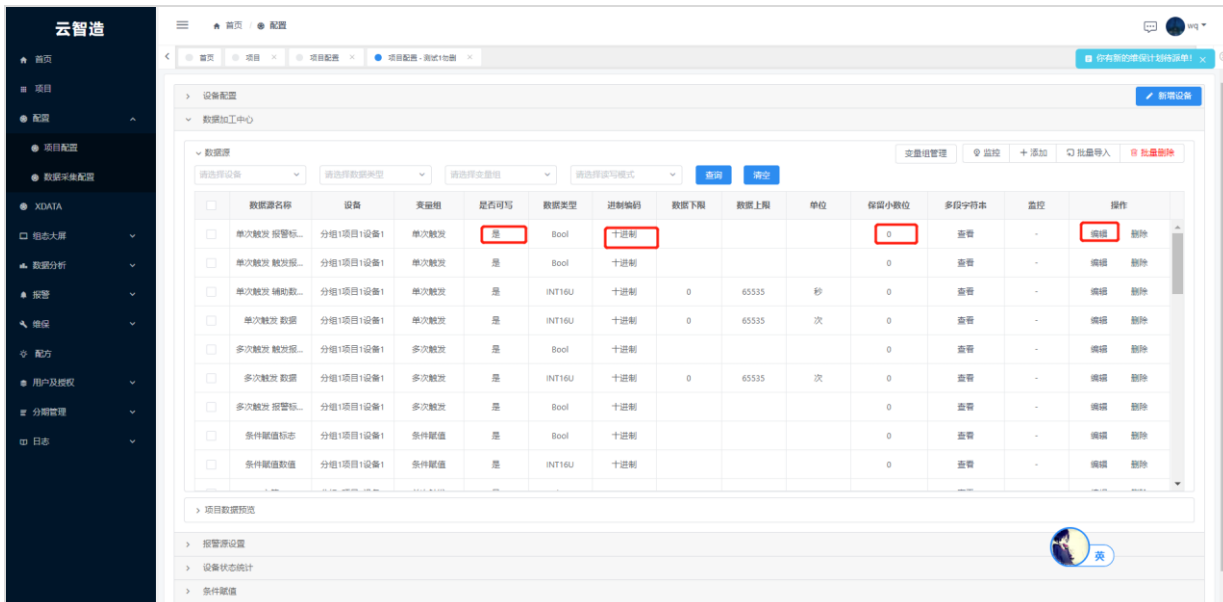 云智造
首页 / 配置
wq
首页
项目
配置
项目配置
数据采集配置
XDATA
组态大屏
数据分析
报警
维保
配方
用户及授权
分期管理
日志
首页 项目 × 项目配置 × 项目配置 - 测试1勿删 ×
你有新的维保计划待派单! ×
设备配置
新增设备
数据加工中心
数据源
变量组管理 监控 + 添加 批量导入 批量删除
请选择设备 请选择数据类型 请选择变量组 请选择读写模式 查询 清空
数据源名称 设备 变量组 是否可写 数据类型 进制编码 数据下限 数据上限 单位 保留小数位 多段字符本 监控 操作
单次触发 报警标... 分组1项目1设备1 单次触发 是 Bool 十进制 0 查看 - 编辑 删除
单次触发 触发报... 分组1项目1设备1 单次触发 是 Bool 十进制 0 查看 - 编辑 删除
单次触发 辅助数... 分组1项目1设备1 单次触发 是 INT16U 十进制 0 65535 秒 0 查看 - 编辑 删除
单次触发 数据 分组1项目1设备1 单次触发 是 INT16U 十进制 0 65535 次 0 查看 - 编辑 删除
多次触发 触发报... 分组1项目1设备1 多次触发 是 Bool 十进制 0 查看 - 编辑 删除
多次触发 数据 分组1项目1设备1 多次触发 是 INT16U 十进制 0 65535 次 0 查看 - 编辑 删除
多次触发 报警标... 分组1项目1设备1 多次触发 是 Bool 十进制 0 查看 - 编辑 删除
条件赋值标志 分组1项目1设备1 条件赋值 是 Bool 十进制 0 查看 - 编辑 删除
条件赋值数值 分组1项目1设备1 条件赋值 是 INT16U 十进制 0 查看 - 编辑 删除
项目数据预览
报警源设置
设备状态统计
条件赋值
英